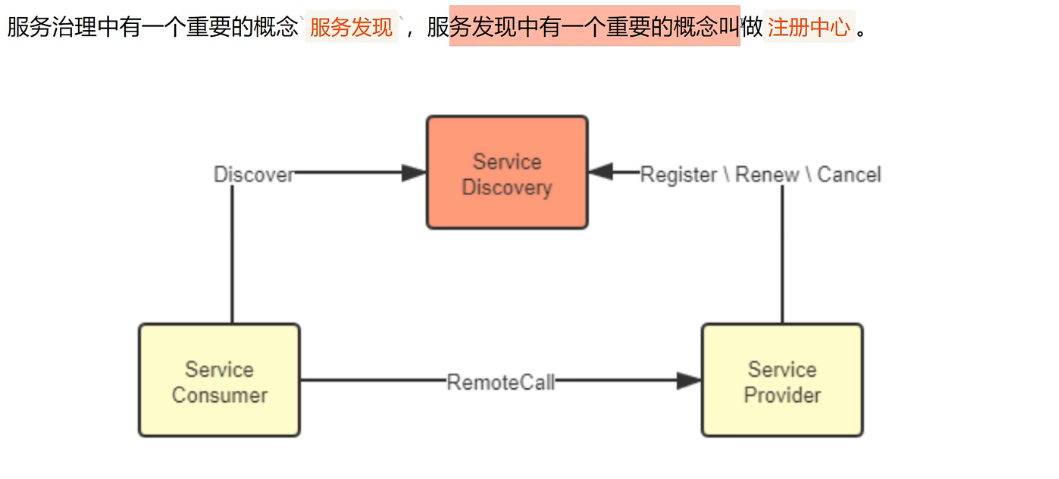 服务治理中有一个重要的概念`服务发现`，服务发现中有一个重要的概念叫做注册中心。
Service
Discovery
Discover
Register \ Renew \ Cancel
Service
Consumer
RemoteCall
Service
Provider